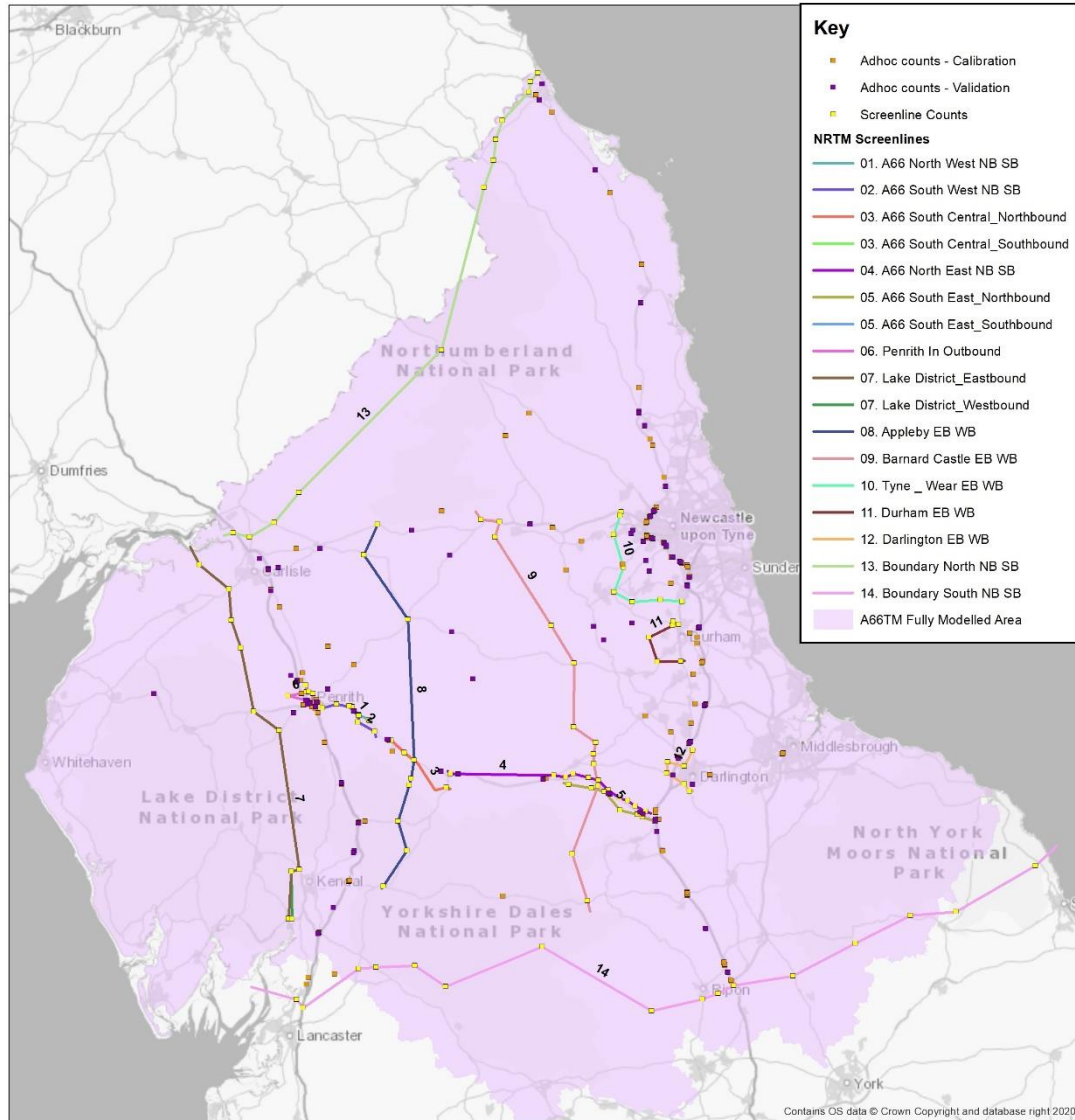 Blackburn
Dumfries
Northumberland
National Park
13
Newcastle
upon Tyne
10
9
Carlisle
11
Durham
8
6
Penrith
1
2
Whitehaven
3
4
12
Middlesbrough
Darlington
5
Lake District
National Park
7
North York
Moors National
Park
Kendal
Yorkshire Dales
National Park
14
Ripon
Lancaster
York
Key
Adhoc counts - Calibration
Adhoc counts - Validation
Screenline Counts
NRTM Screenlines
01. A66 North West NB SB
02. A66 South West NB SB
03. A66 South Central_Northbound
03. A66 South Central_Southbound
04. A66 North East NB SB
05. A66 South East_Northbound
05. A66 South East_Southbound
06. Penrith In Outbound
07. Lake District_Eastbound
07. Lake District_Westbound
08. Appleby EB WB
09. Barnard Castle EB WB
10. Tyne _ Wear EB WB
11. Durham EB WB
12. Darlington EB WB
13. Boundary North NB SB
14. Boundary South NB SB
A66TM Fully Modelled Area
Contains OS data © Crown Copyright and database right